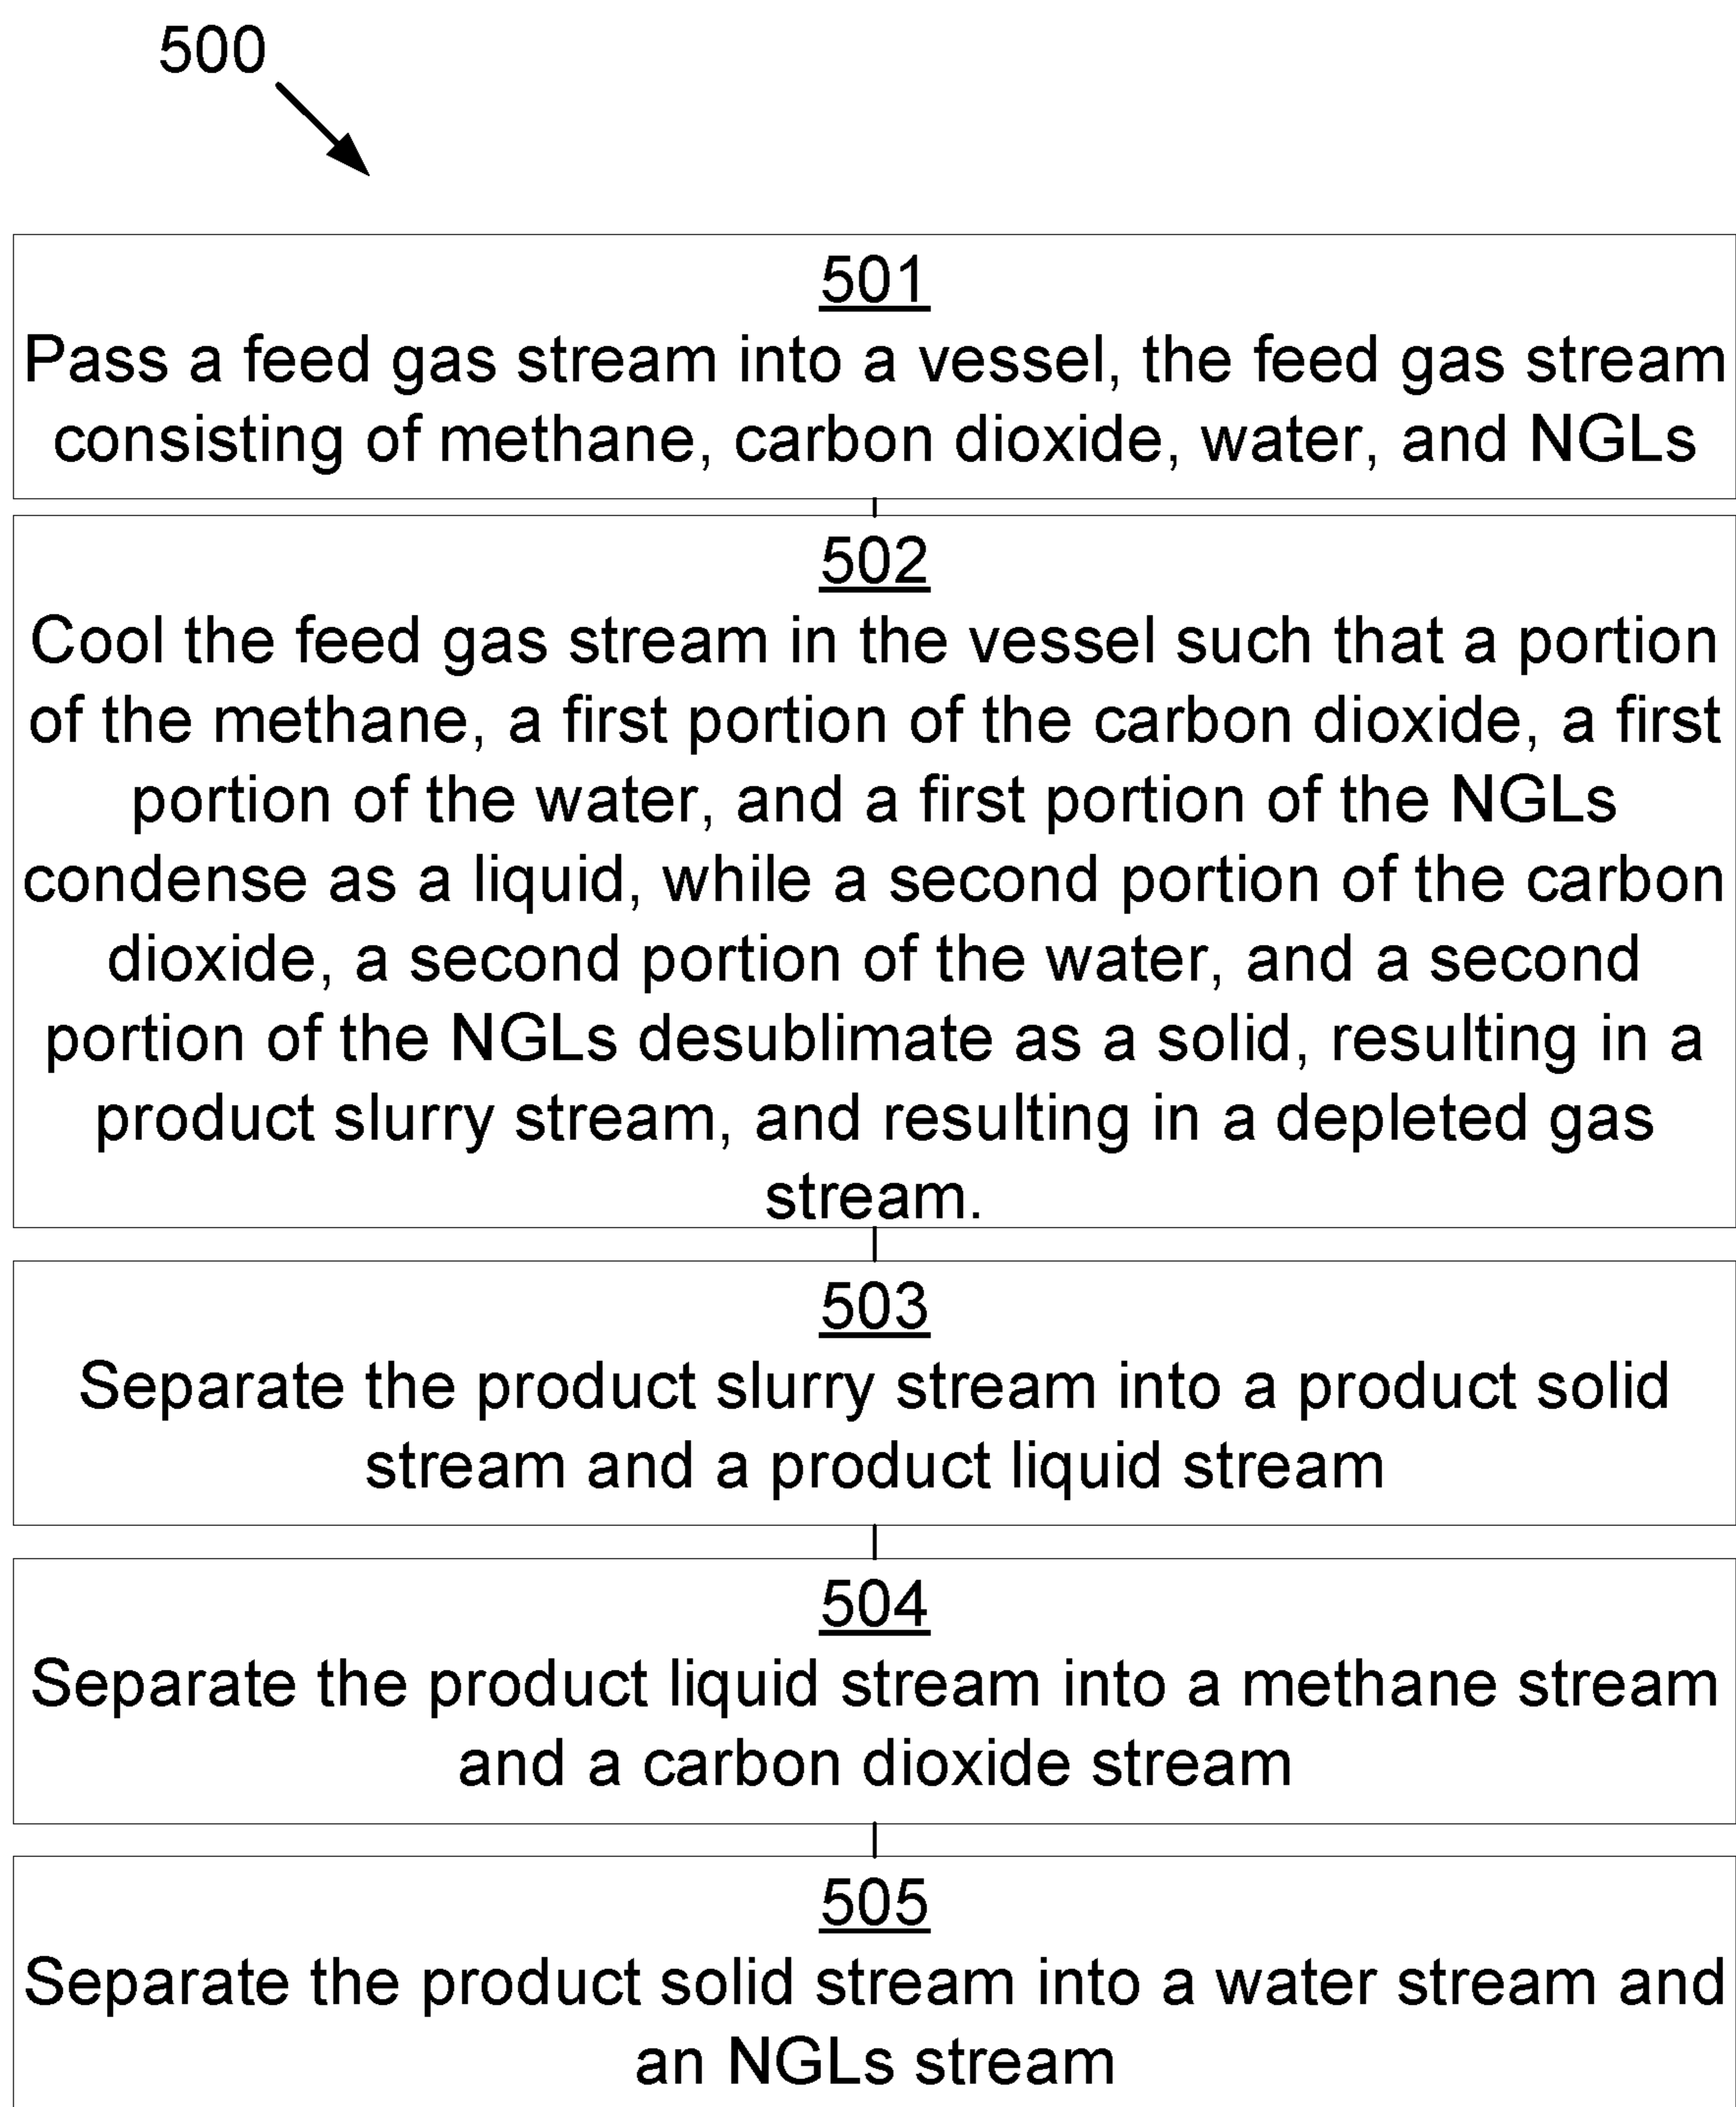 500
501
Pass a feed gas stream into a vessel, the feed gas stream
consisting of methane, carbon dioxide, water, and NGLs
502
Cool the feed gas stream in the vessel such that a portion
of the methane, a first portion of the carbon dioxide, a first
portion of the water, and a first portion of the NGLs
condense as a liquid, while a second portion of the carbon
dioxide, a second portion of the water, and a second
portion of the NGLs desublimate as a solid, resulting in a
product slurry stream, and resulting in a depleted gas
stream.
503
Separate the product slurry stream into a product solid
stream and a product liquid stream
504
Separate the product liquid stream into a methane stream
and a carbon dioxide stream
505
Separate the product solid stream into a water stream and
an NGLs stream